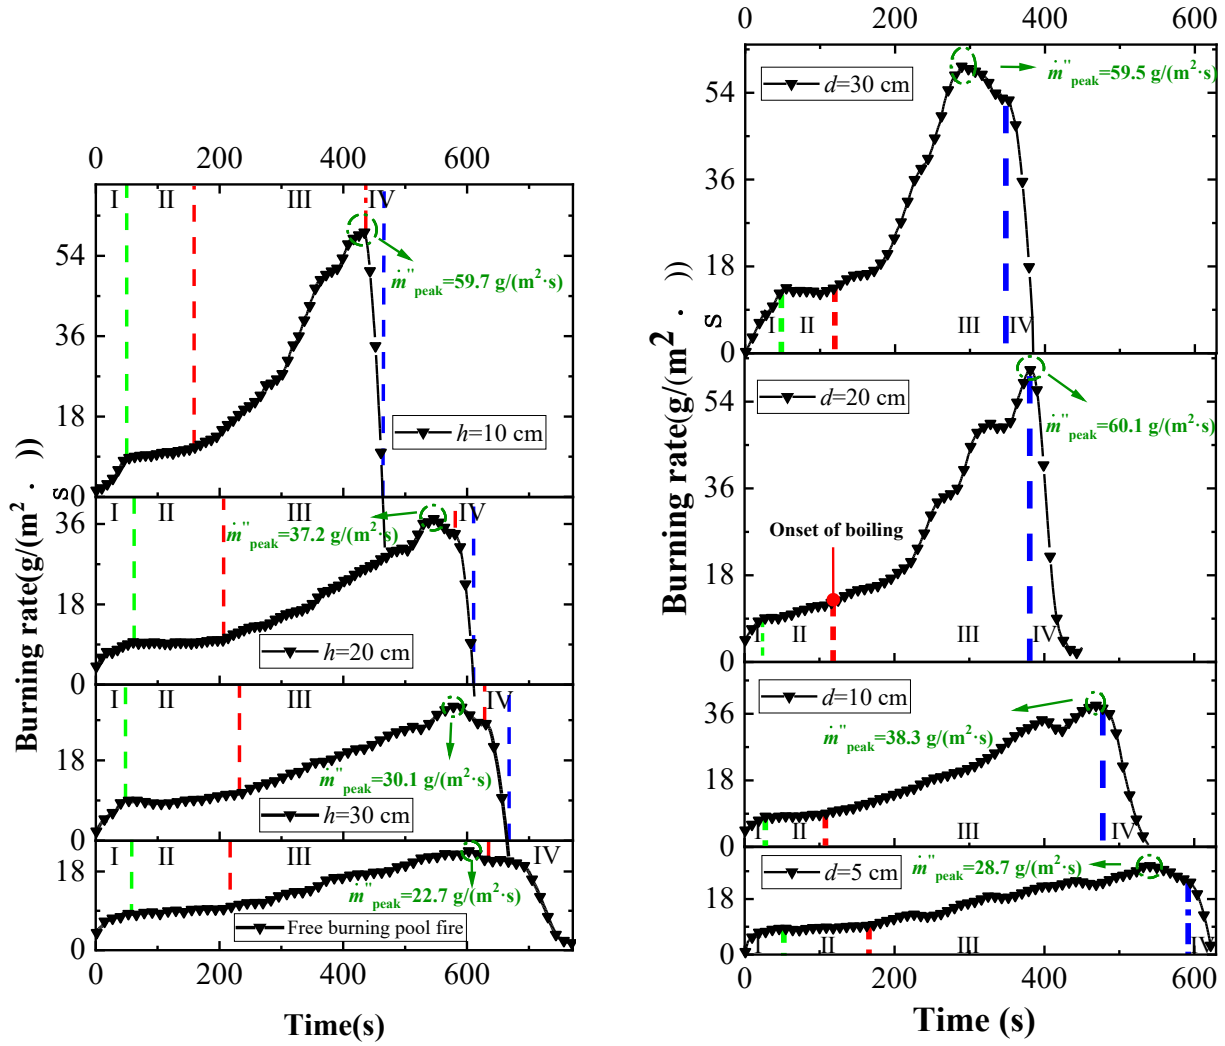 0 200 400 600
I II III IV
54
36
18
0
ṁ"peak=59.7 g/(m²·s)
h=10 cm
I II III IV
36
18
0
ṁ"peak=37.2 g/(m²·s)
h=20 cm
I II III IV
18
0
ṁ"peak=30.1 g/(m²·s)
h=30 cm
I II III IV
18
0
ṁ"peak=22.7 g/(m²·s)
Free burning pool fire
0 200 400 600
Time(s)
Burning rate(g/(m² · s))
0 200 400 600
d=30 cm
ṁ"peak=59.5 g/(m²·s)
54
36
18
0
I II III IV
d=20 cm
ṁ"peak=60.1 g/(m²·s)
54
36
18
0
Onset of boiling
I II III IV
d=10 cm
ṁ"peak=38.3 g/(m²·s)
36
18
0
I II III IV
d=5 cm
ṁ"peak=28.7 g/(m²·s)
18
0
I II III IV
0 200 400 600
Time (s)
Burning rate(g/(m² · s))